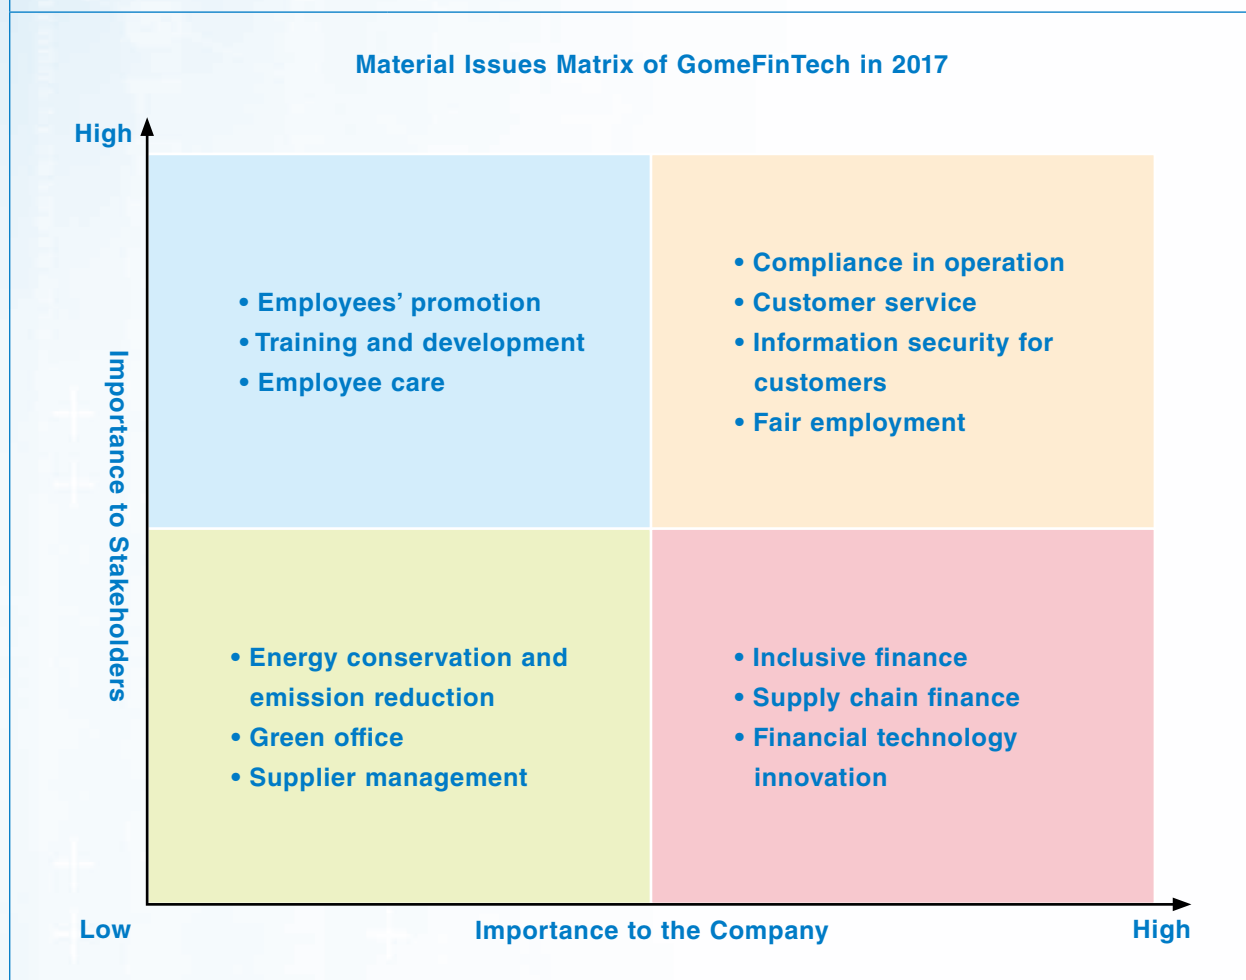 Material Issues Matrix of GomeFinTech in 2017
High
• Employees’ promotion
• Training and development
• Employee care
• Compliance in operation
• Customer service
• Information security for
customers
• Fair employment
Importance to Stakeholders
• Energy conservation and
emission reduction
• Green office
• Supplier management
• Inclusive finance
• Supply chain finance
• Financial technology
innovation
Low
Importance to the Company
High